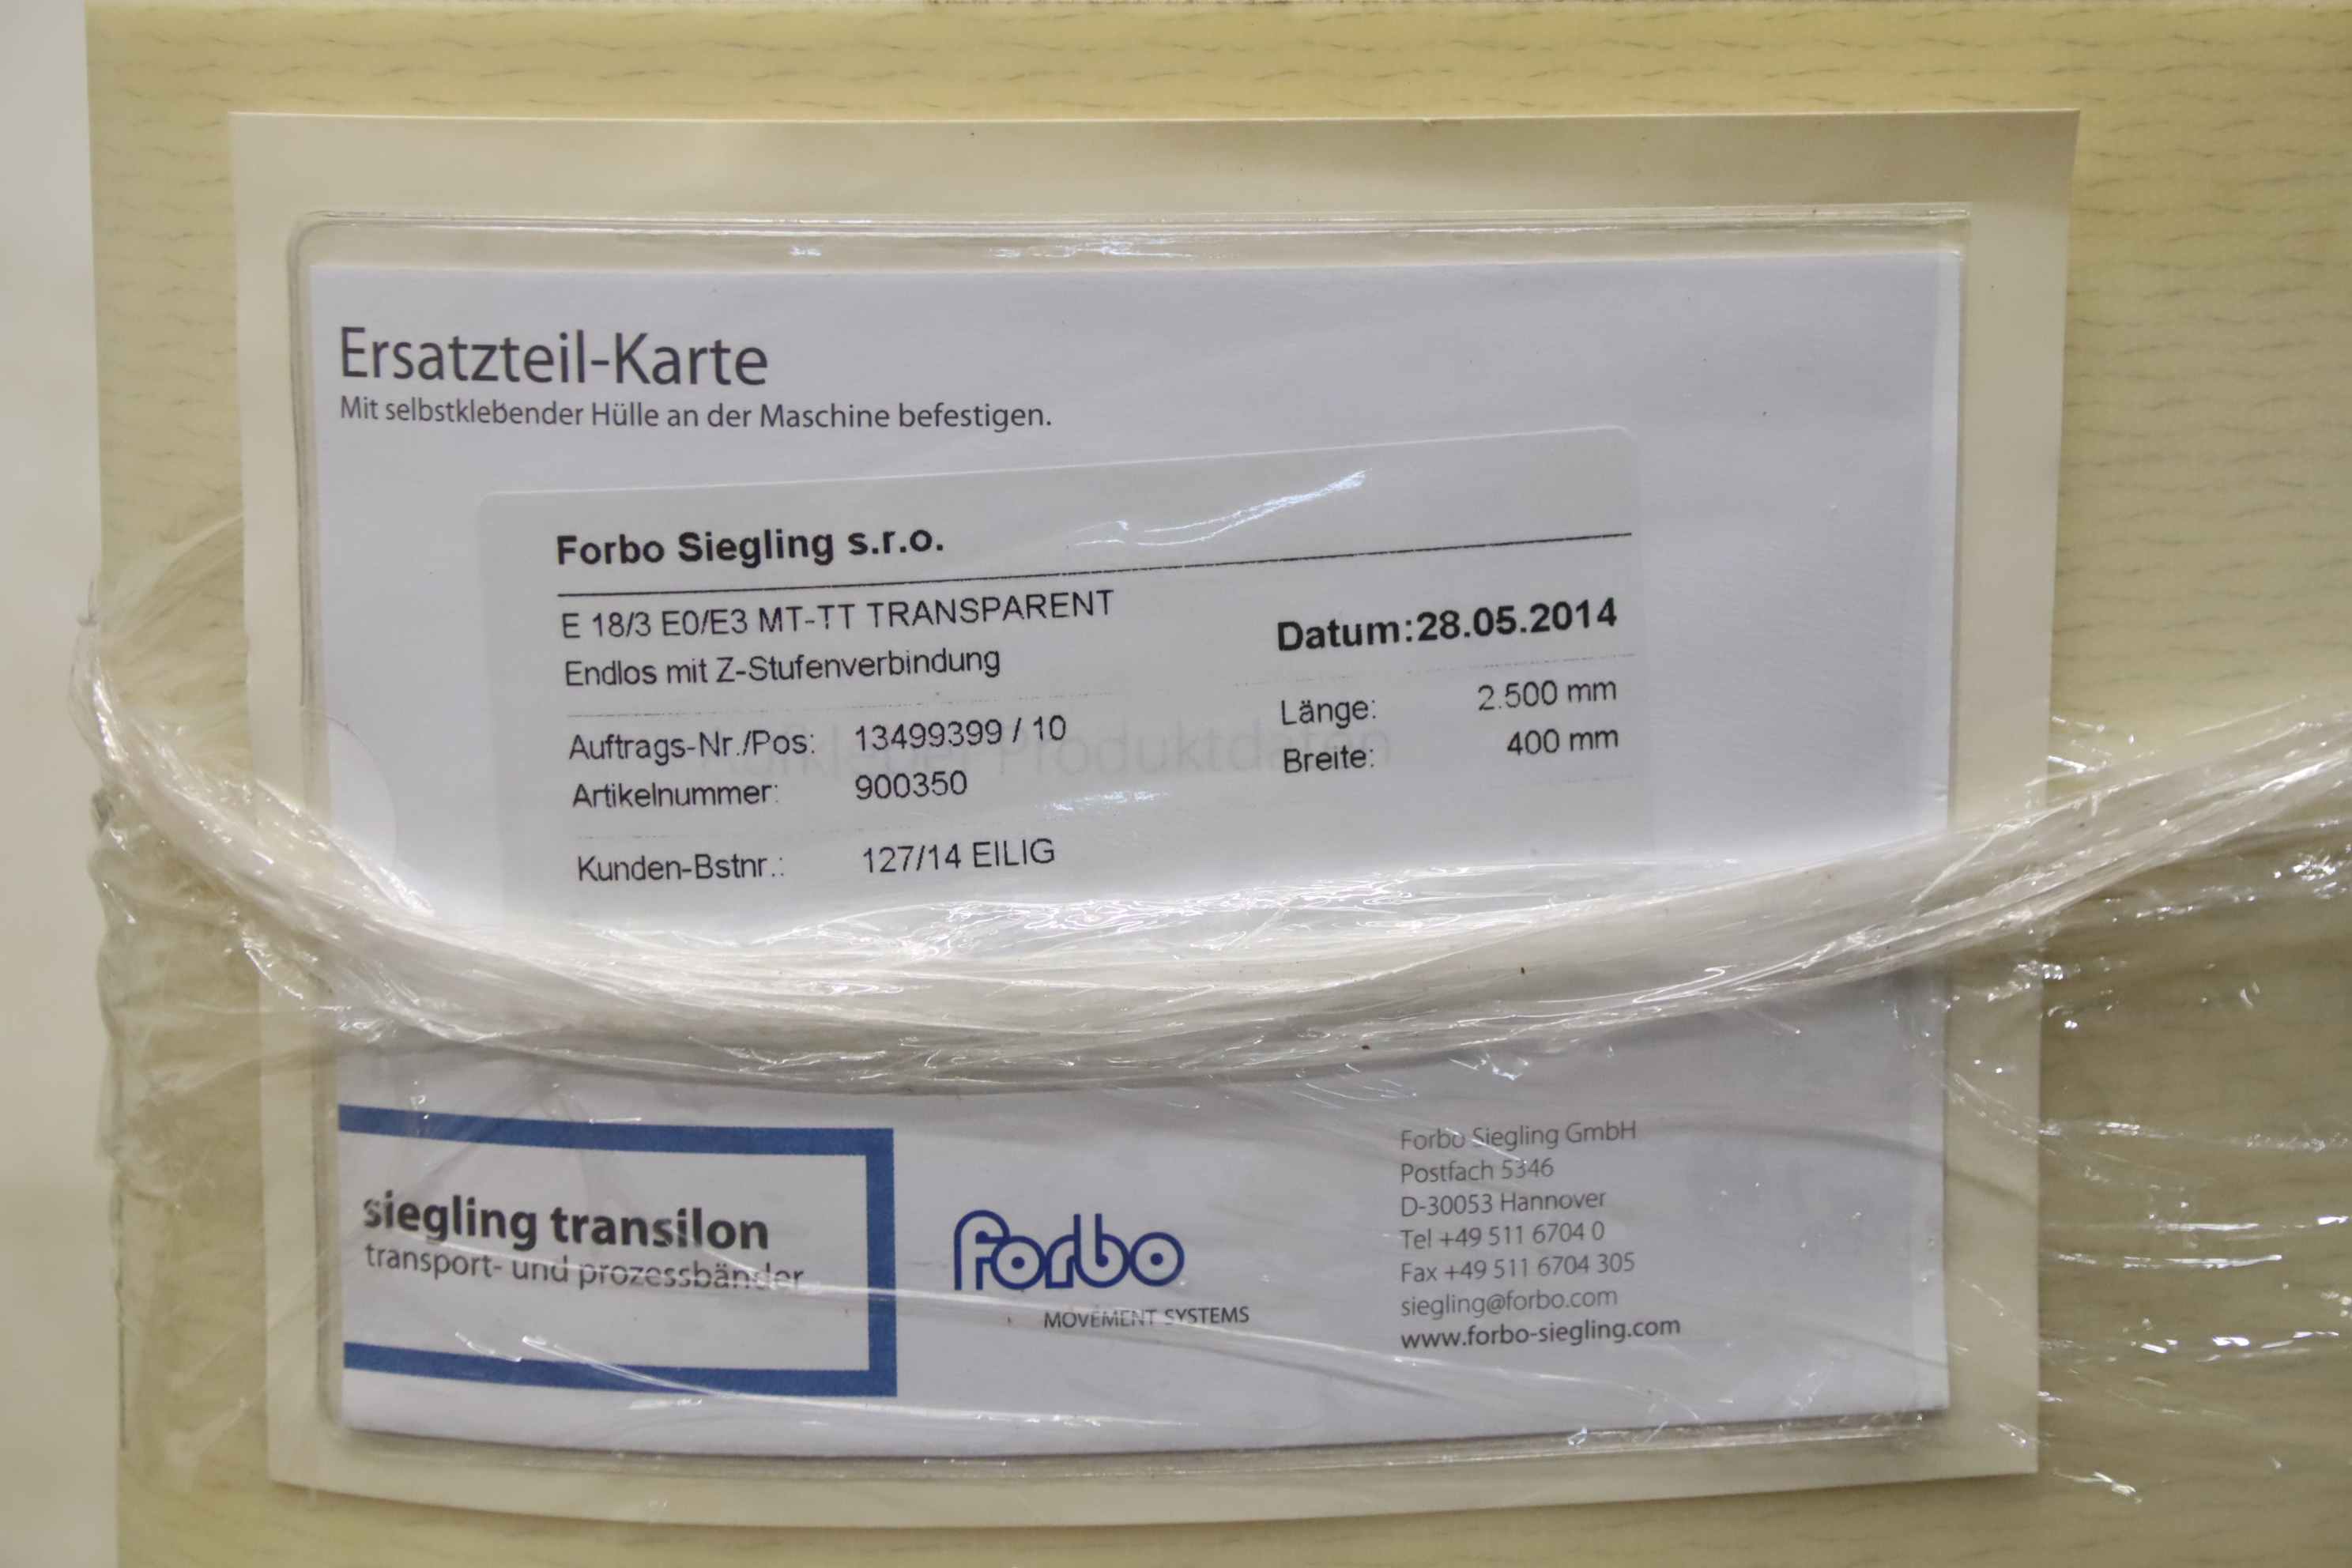 Ersatzteil-Karte
Mit selbstklebender Hülle an der Maschine befestigen.
Forbo Siegling s.r.o.
E 18/3 E0/E3 MT-TT TRANSPARENT
Endlos mit Z-Stufenverbindung
Datum:28.05.2014
Auftrags-Nr./Pos: 13499399 / 10
Artikelnummer: 900350
Länge: 2.500 mm
Breite: 400 mm
Aufkleber Produktdaten
Kunden-Bstnr.: 127/14 EILIG
siegling transilon
transport- und prozessbänder
forbo
MOVEMENT SYSTEMS
Forbo Siegling GmbH
Postfach 5346
D-30053 Hannover
Tel +49 511 6704 0
Fax +49 511 6704 305
siegling@forbo.com
www.forbo-siegling.com